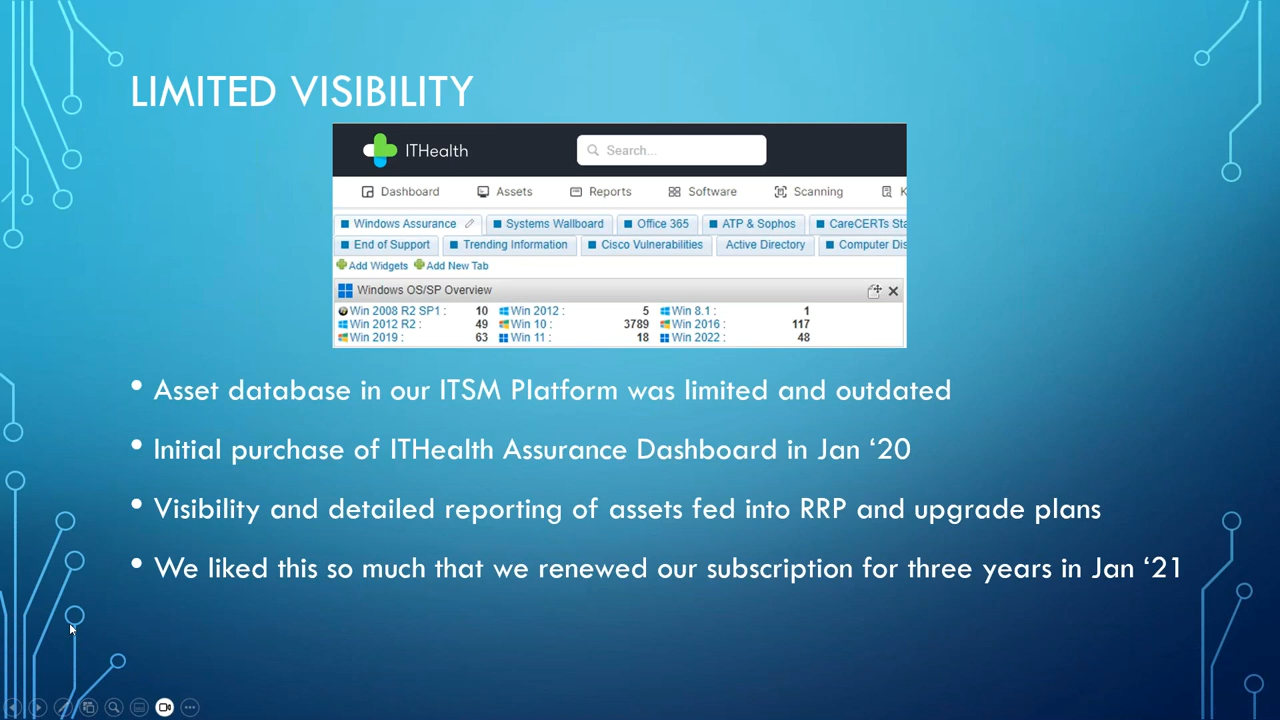 LIMITED VISIBILITY
ITHealth
Search...
Dashboard Assets Reports Software Scanning K
Windows Assurance Systems Wallboard Office 365 ATP & Sophos CareCERTs Sta
End of Support Trending Information Cisco Vulnerabilities Active Directory Computer Dis
Add Widgets Add New Tab
Windows OS/SP Overview
Win 2008 R2 SP1 : 10 Win 2012 : 5 Win 8.1 : 1
Win 2012 R2 : 49 Win 10 : 3789 Win 2016 : 117
Win 2019 : 63 Win 11 : 18 Win 2022 : 48
• Asset database in our ITSM Platform was limited and outdated
• Initial purchase of ITHealth Assurance Dashboard in Jan ‘20
• Visibility and detailed reporting of assets fed into RRP and upgrade plans
• We liked this so much that we renewed our subscription for three years in Jan ‘21